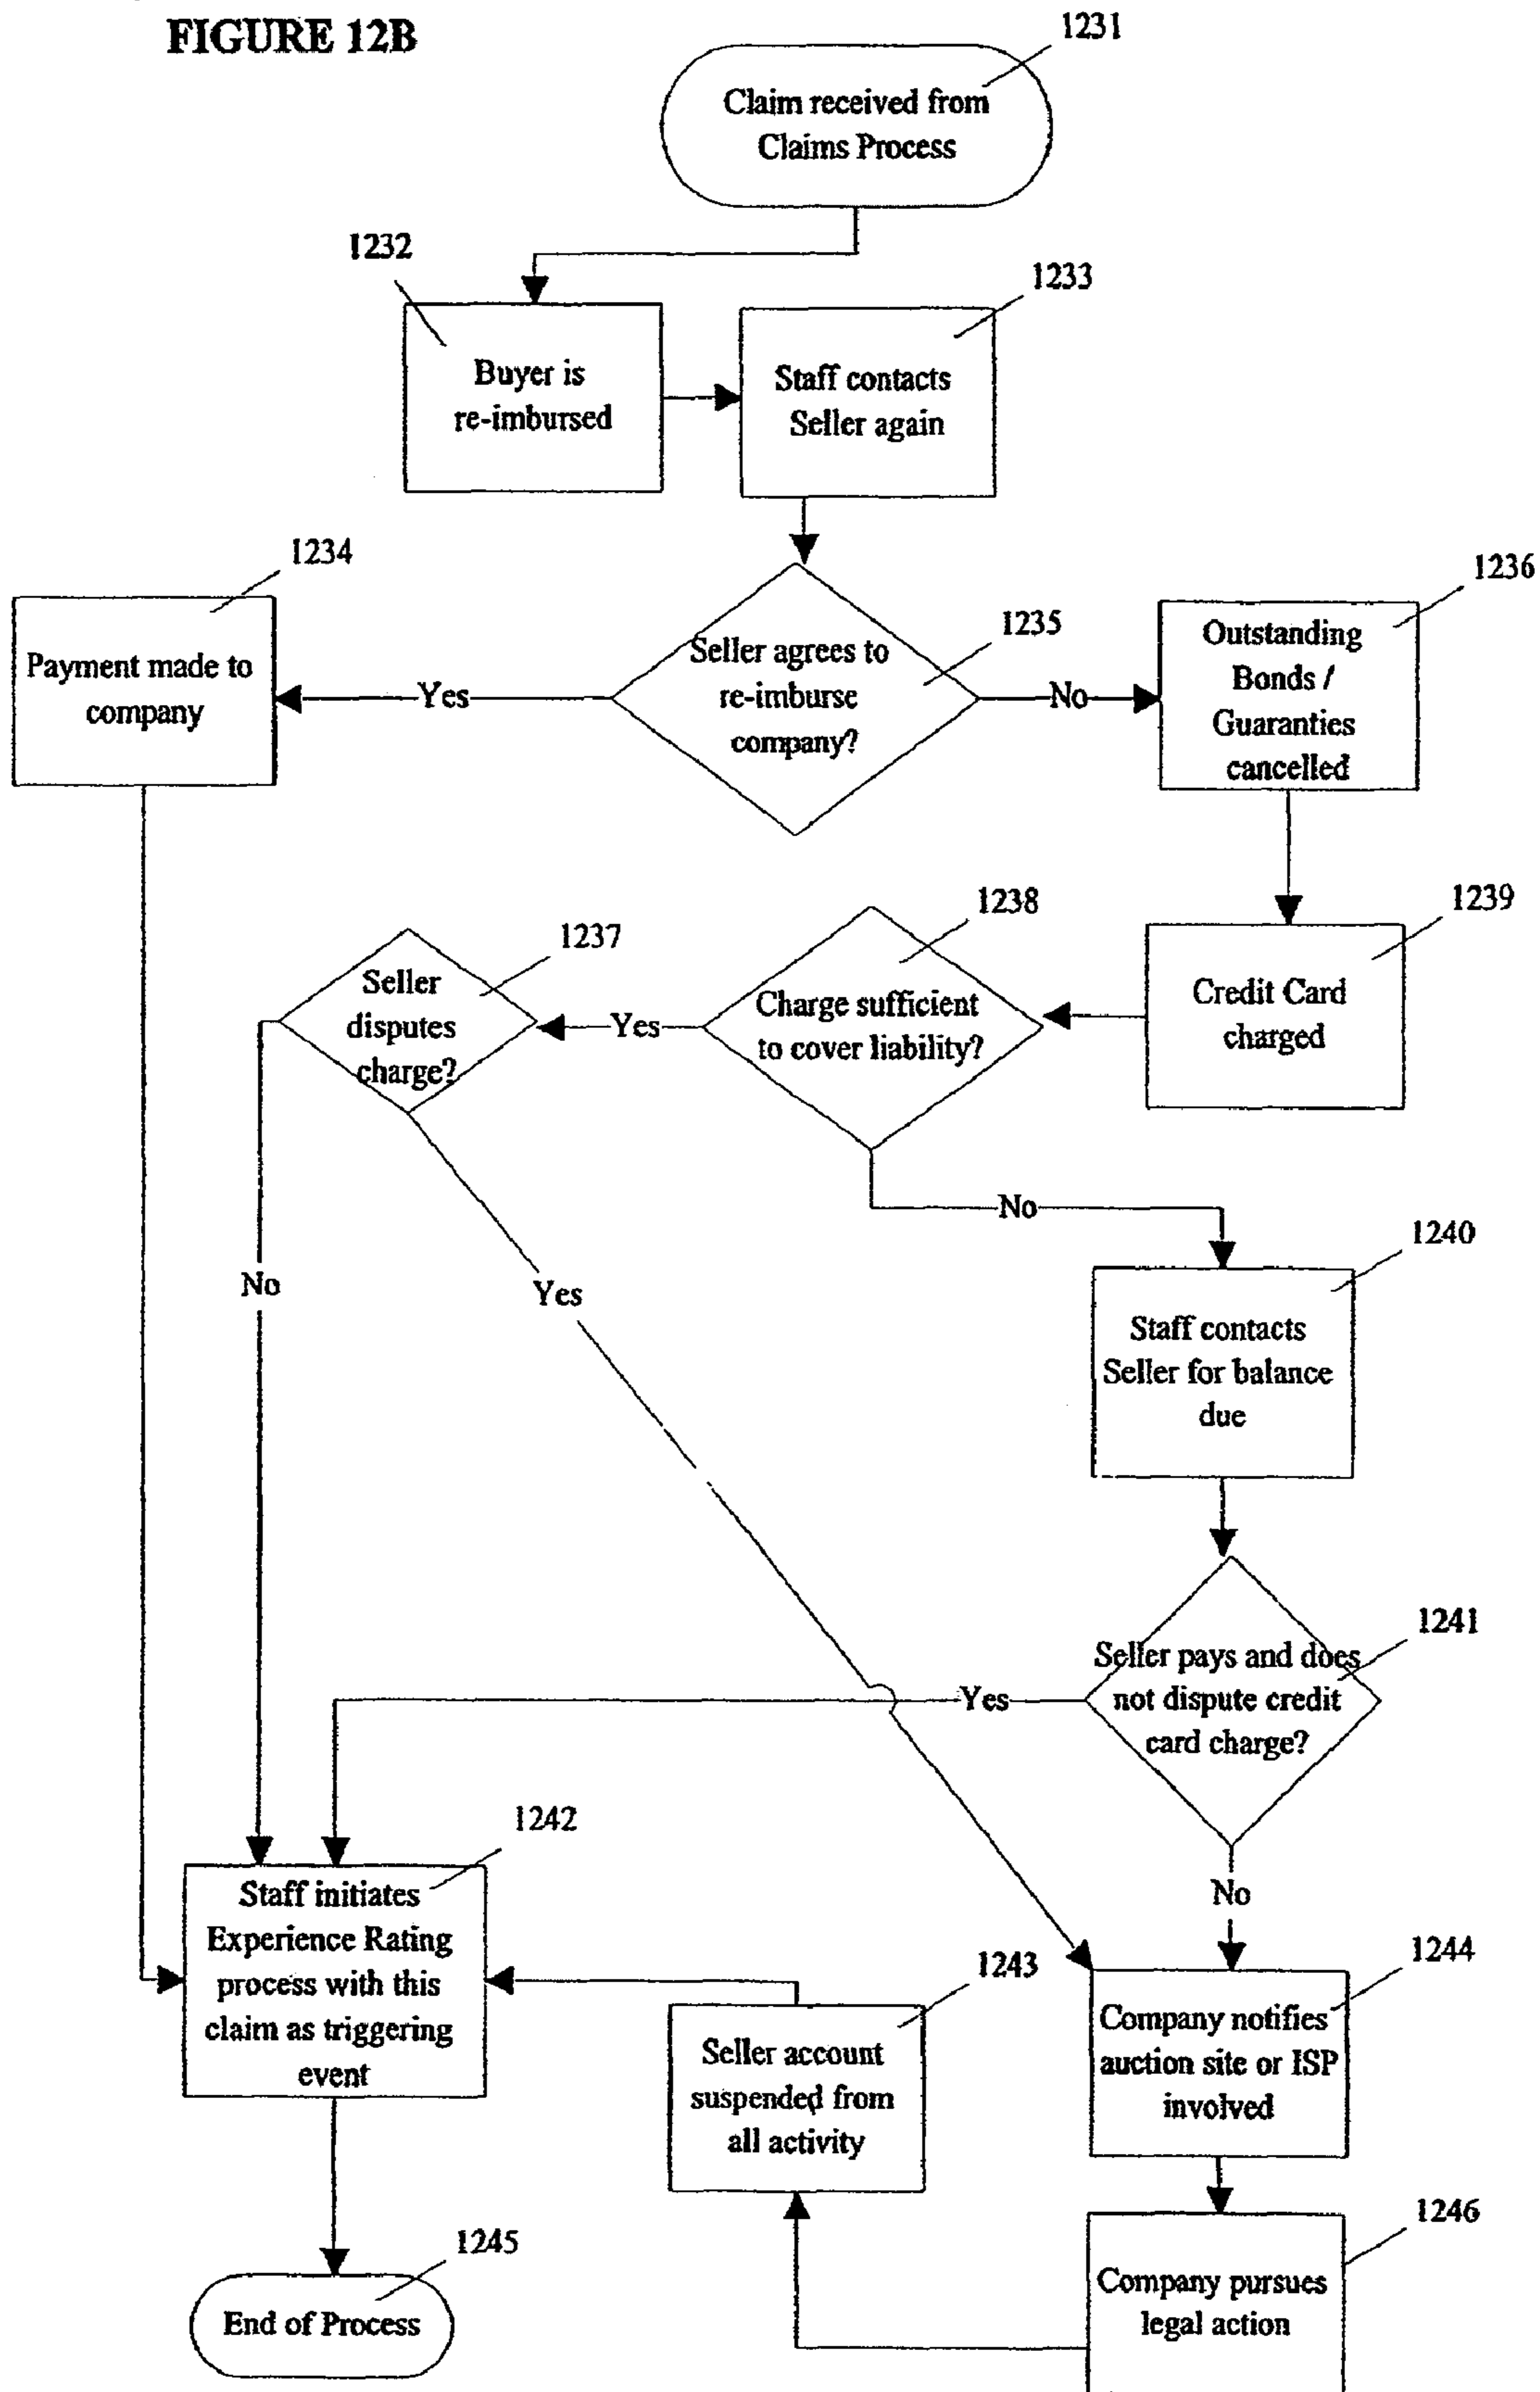 FIGURE 12B
1231
Claim received from
Claims Process
1232
1233
Buyer is
re-imbursed
Staff contacts
Seller again
1234
1235
1236
Payment made to
company
Yes
Seller agrees to
re-imburse
company?
No
Outstanding
Bonds /
Guaranties
cancelled
1237
1238
1239
Seller
disputes
charge?
Yes
Charge sufficient
to cover liability?
Credit Card
charged
No
No
Yes
1240
Staff contacts
Seller for balance
due
1241
Yes
Seller pays and does
not dispute credit
card charge?
1242
No
Staff initiates
Experience Rating
process with this
claim as triggering
event
1243
1244
Seller account
suspended from
all activity
Company notifies
auction site or ISP
involved
1245
1246
End of Process
Company pursues
legal action